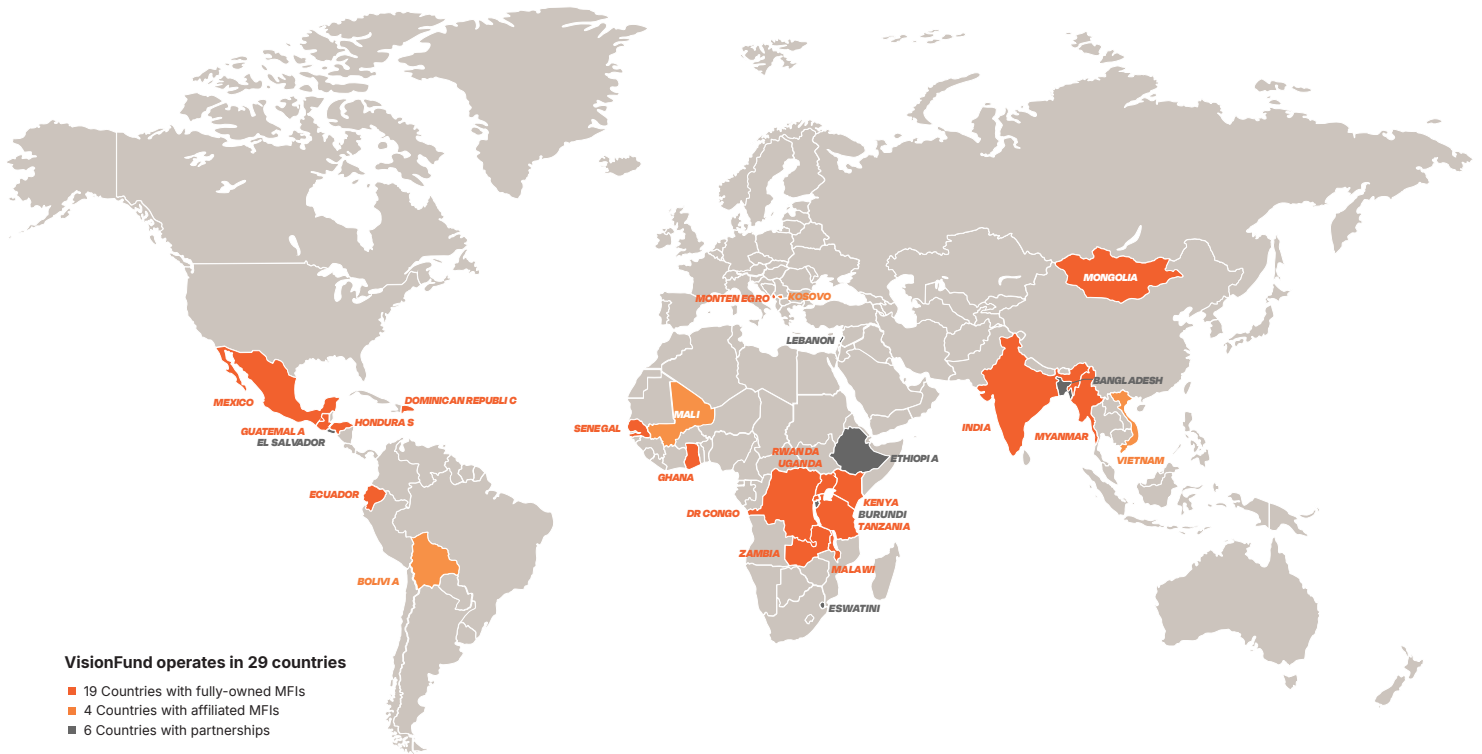 MONGOLIA
MONTENEGRO
KOSOVO
LEBANON
BANGLADESH
MEXICO
DOMINICAN REPUBLIC
MALI
HONDURAS
GUATEMALA
SENEGAL
INDIA
MYANMAR
EL SALVADOR
RWANDA
ETHIOPIA
VIETNAM
UGANDA
GHANA
ECUADOR
KENYA
DR CONGO
BURUNDI
TANZANIA
ZAMBIA
MALAWI
BOLIVIA
ESWATINI
VisionFund operates in 29 countries
19 Countries with fully-owned MFIs
4 Countries with affiliated MFIs
6 Countries with partnerships